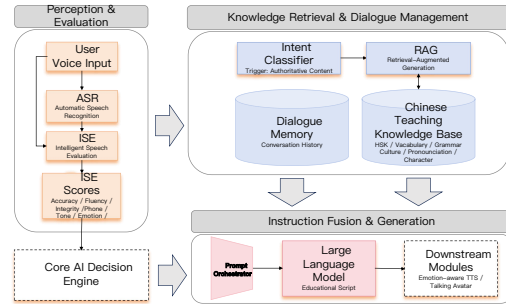 Perception &
Evaluation
User
Voice Input
ASR
Automatic Speech
Recognition
ISE
Intelligent Speech
Evaluation
ISE
Scores
Accuracy / Fluency /
Integrity /Phone /
Tone / Emotion /
Core AI Decision
Engine
Knowledge Retrieval & Dialogue Management
Intent
Classifier
Trigger: Authoritative Content
RAG
Retrieval-Augmented
Generation
Dialogue
Memory
Conversation History
Chinese
Teaching
Knowledge Base
HSK / Vocabulary / Grammar
Culture / Pronounciation /
Character
Instruction Fusion & Generation
Prompt
Orchestrator
Large
Language
Model
Educational Script
Downstream
Modules
Emotion-aware TTS /
Talking Avatar